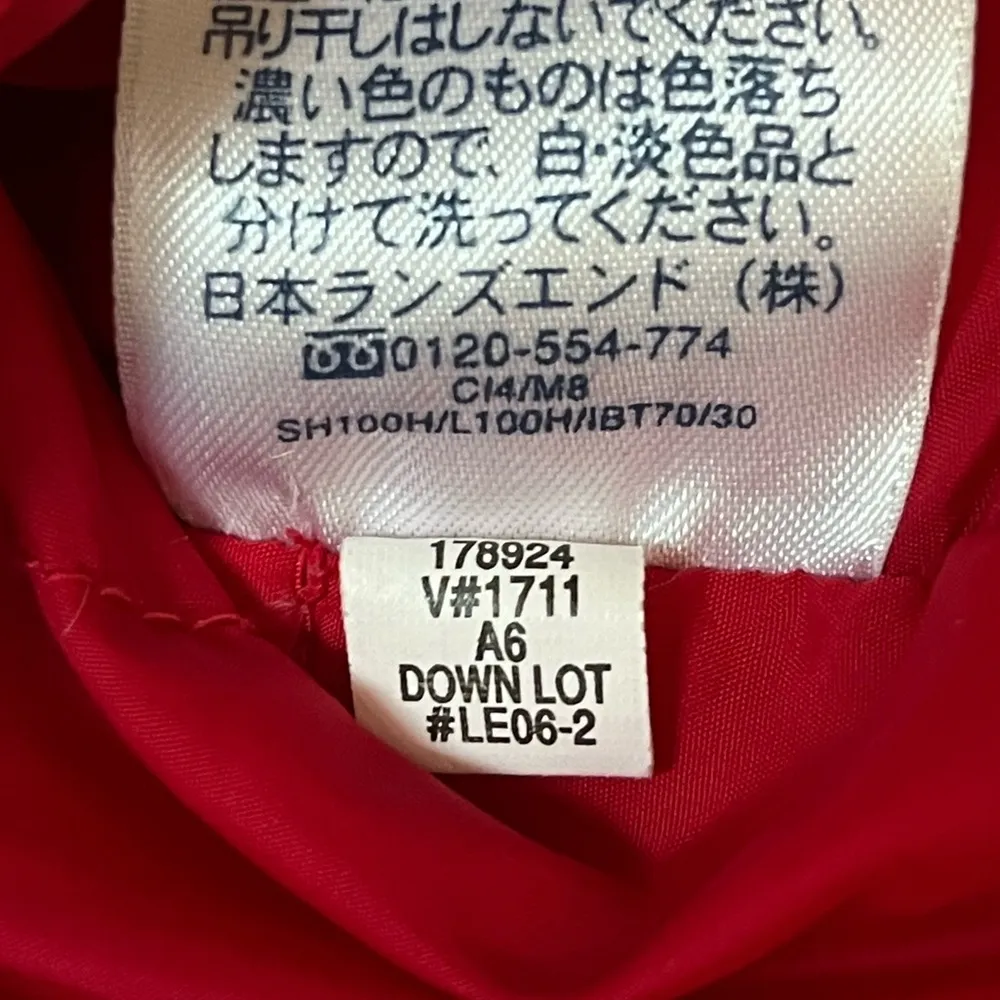 吊り干しはしないでください。
濃い色のものは色落ち
しますので、白・淡色品と
分けて洗ってください。
日本ランズエンド（株）
0120-554-774
CI4/M8
SH100H/L100H/IBT70/30
178924
V#1711
A6
DOWN LOT
#LE06-2